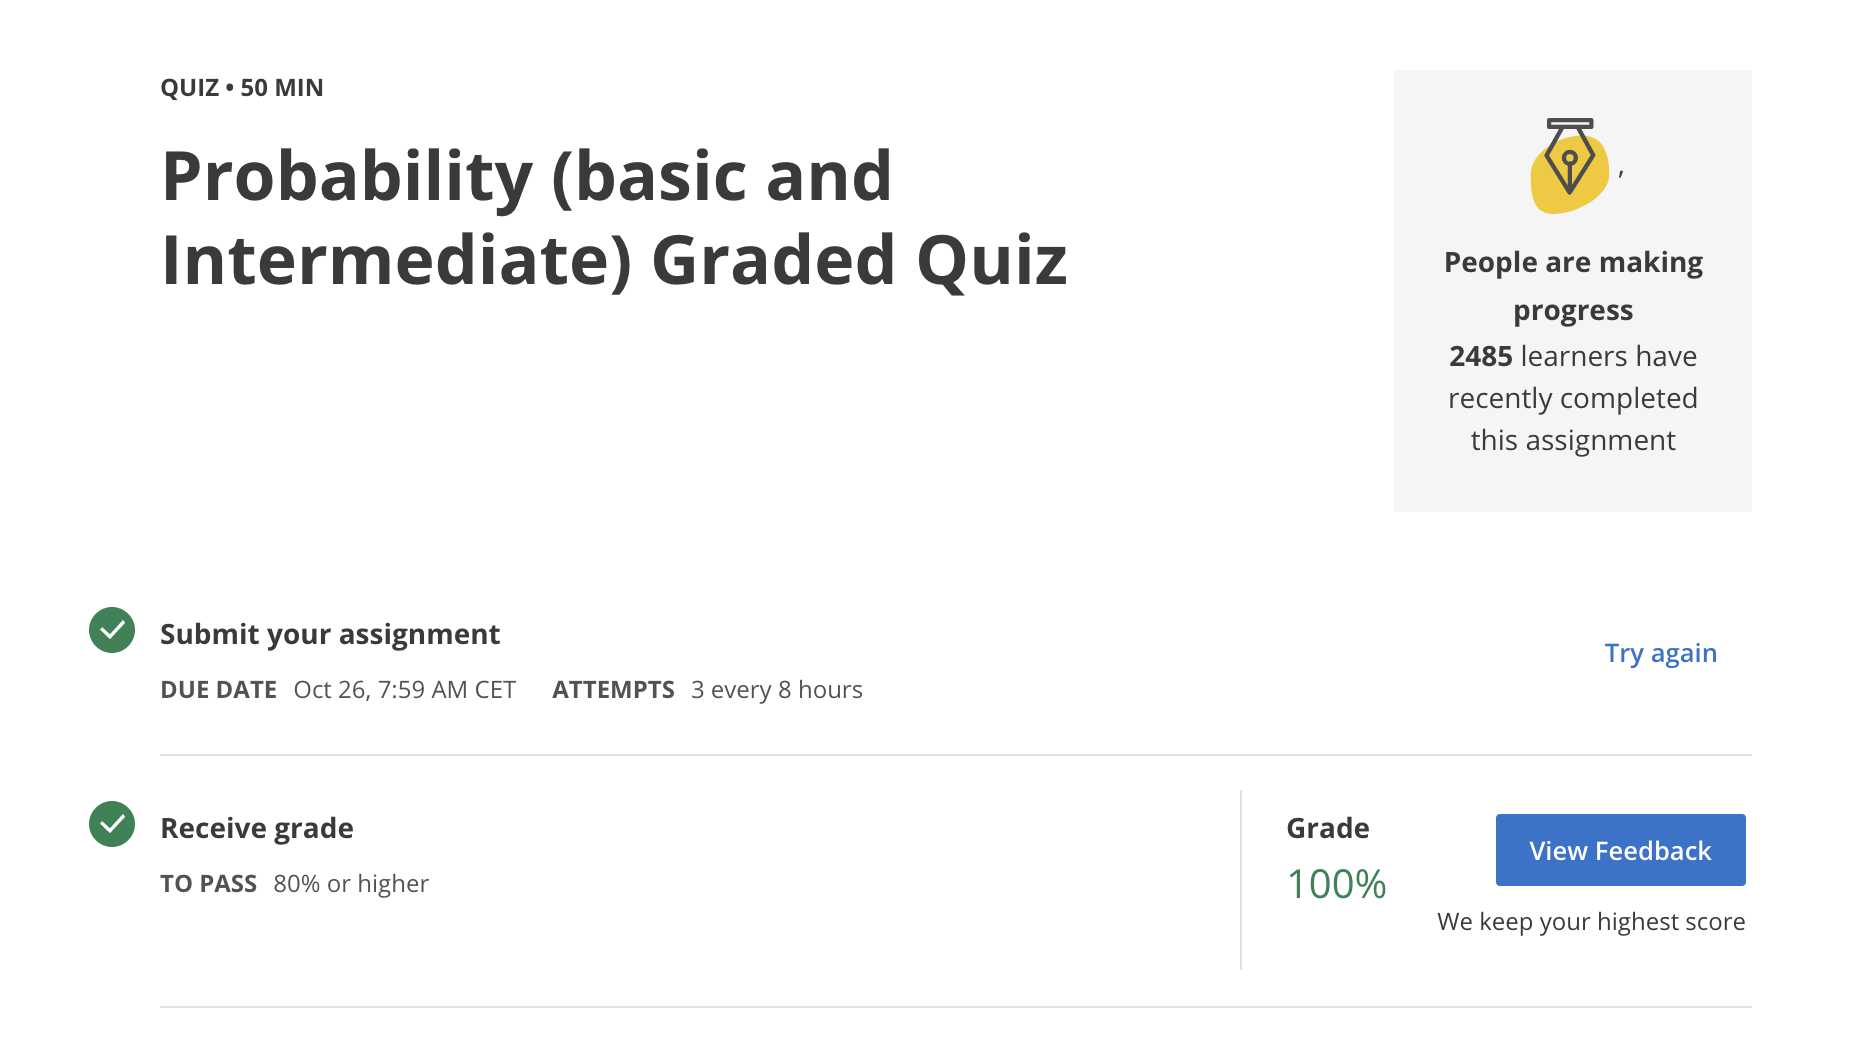 QUIZ • 50 MIN
Probability (basic and
Intermediate) Graded Quiz
,
People are making
progress
2485 learners have
recently completed
this assignment
Submit your assignment
Try again
DUE DATE Oct 26, 7:59 AM CET ATTEMPTS 3 every 8 hours
Receive grade
TO PASS 80% or higher
Grade
100%
View Feedback
We keep your highest score